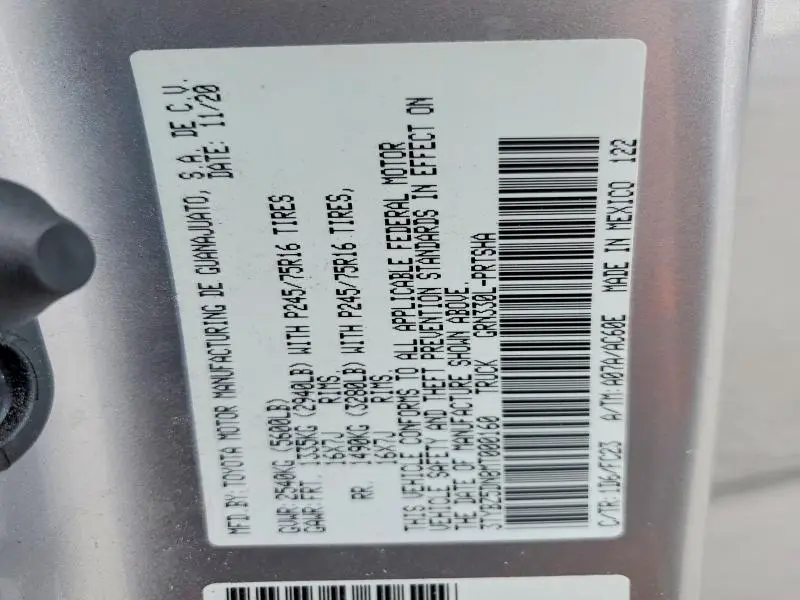 MFD BY: TOYOTA MOTOR MANUFACTURING DE GUANAJUATO, S.A. DE C.V.
DATE: 11/20
GVWR 2540KG (5600LB)
GAWR: FRT. 1335KG (2940LB) WITH P245/75R16 TIRES
16X7J RIMS.
RR. 1490KG (3280LB) WITH P245/75R16 TIRES,
16X7J RIMS.
THIS VEHICLE CONFORMS TO ALL APPLICABLE FEDERAL MOTOR
VEHICLE SAFETY AND THEFT PREVENTION STANDARDS IN EFFECT ON
THE DATE OF MANUFACTURE SHOWN ABOVE.
TRUCK GRN330L-PRTSHA
C/TR: 1D6/FC23 A/TM: A07A/AC60E MADE IN MEXICO 122